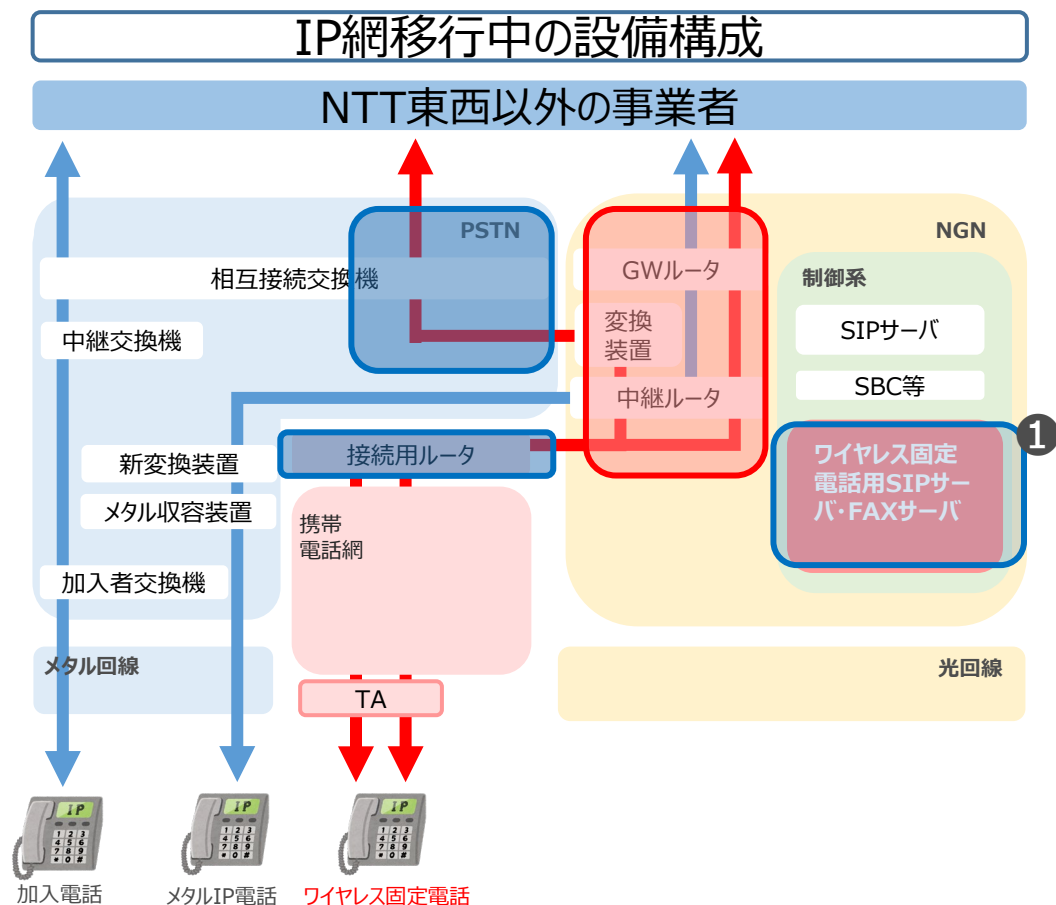 IP網移行中の設備構成
NTT東西以外の事業者
PSTN
NGN
相互接続交換機
GWルータ
制御系
中継交換機
変換
装置
SIPサーバ
SBC等
中継ルータ
新変換装置
接続用ルータ
ワイヤレス固定
電話用SIPサー
バ・FAXサーバ
❶
メタル収容装置
携帯
電話網
加入者交換機
メタル回線
光回線
TA
IP
1 2 3
4 5 6
7 8 9
* 0 #
IP
1 2 3
4 5 6
7 8 9
* 0 #
IP
1 2 3
4 5 6
7 8 9
* 0 #
加入電話
メタルIP電話
ワイヤレス固定電話